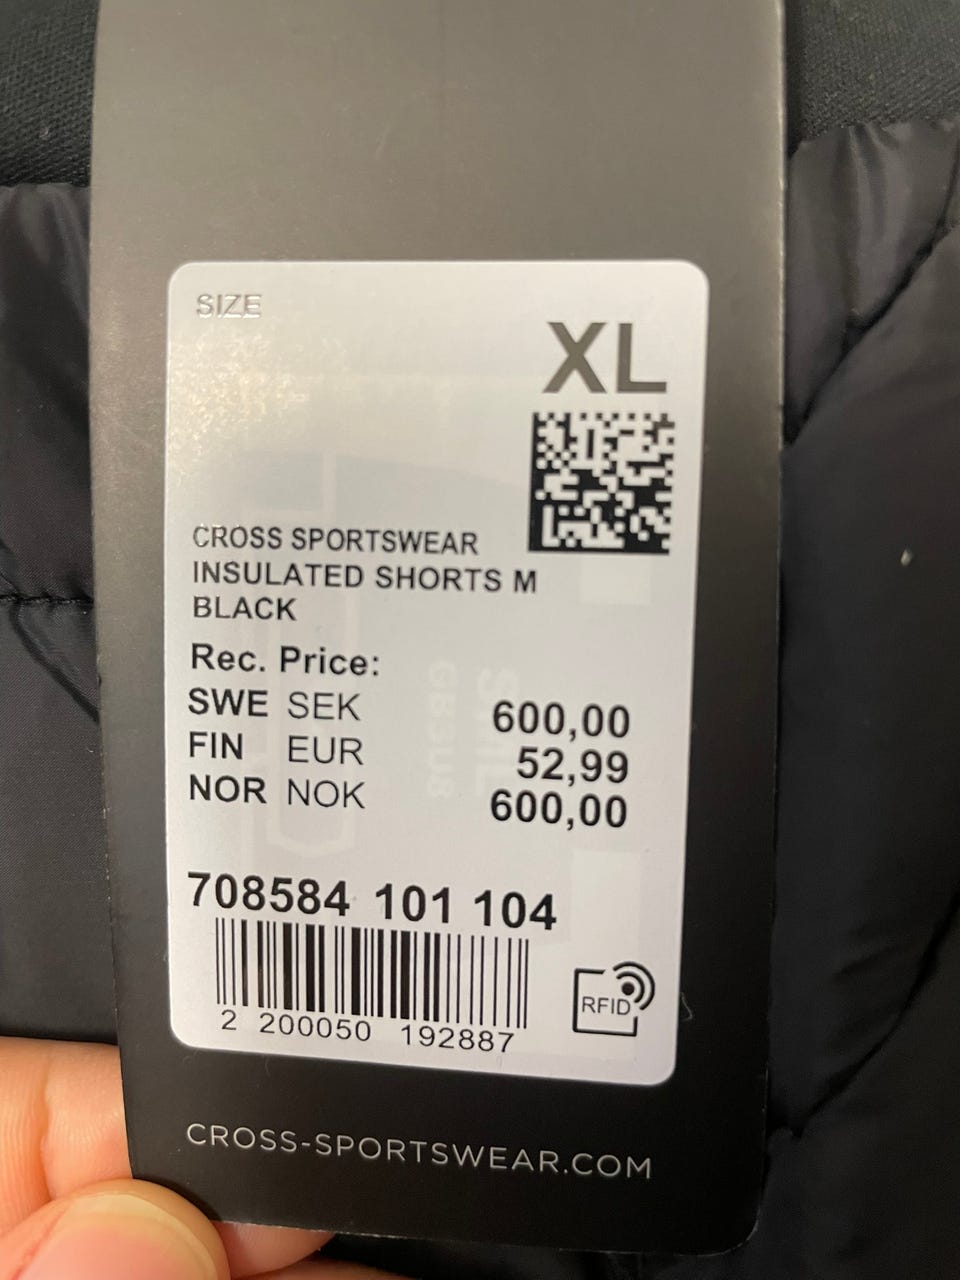 SIZE
XL
CROSS SPORTSWEAR
INSULATED SHORTS M
BLACK
Rec. Price:
SWE SEK 600,00
FIN EUR 52,99
NOR NOK 600,00
708584 101 104
2 200050 192887
RFID
CROSS-SPORTSWEAR.COM